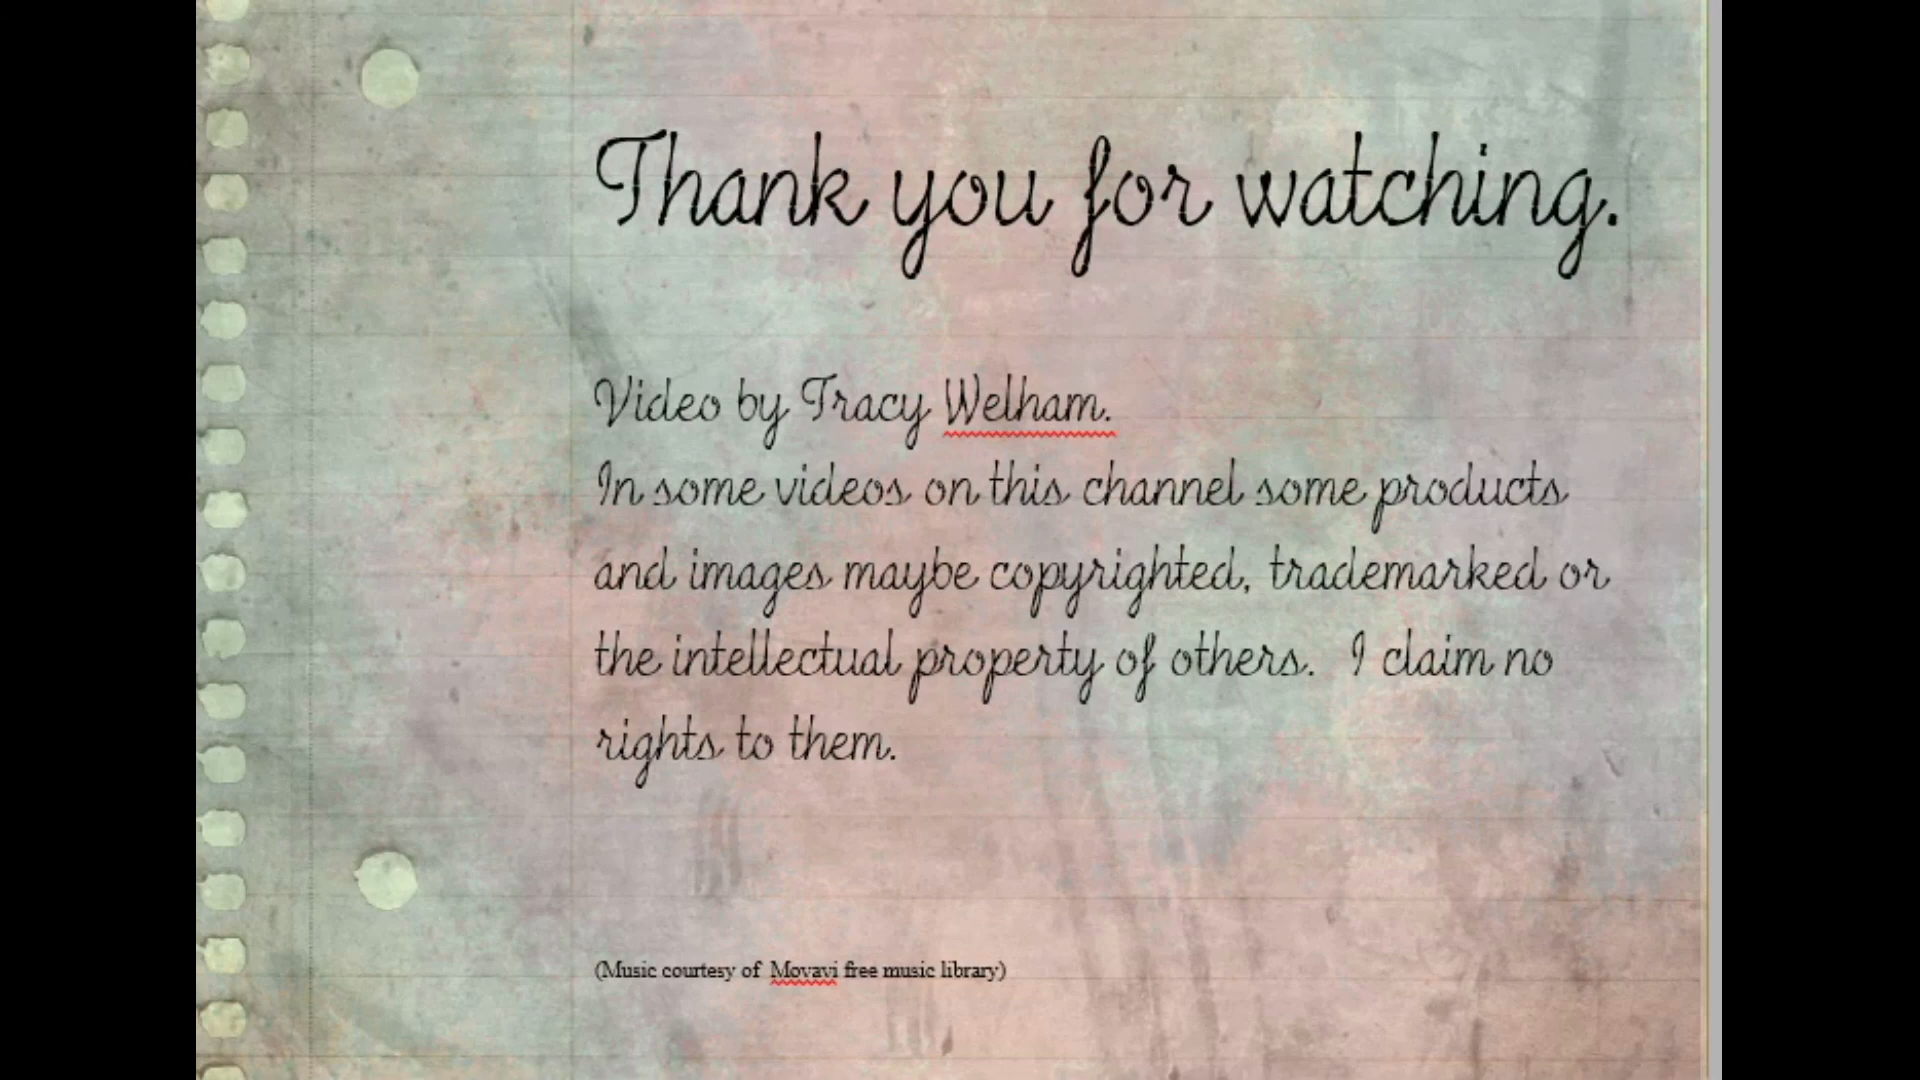 Thank you for watching.
Video by Tracy Welham.
In some videos on this channel some products
and images maybe copyrighted, trademarked or
the intellectual property of others.  I claim no
rights to them.
(Music courtesy of  Movavi free music library)